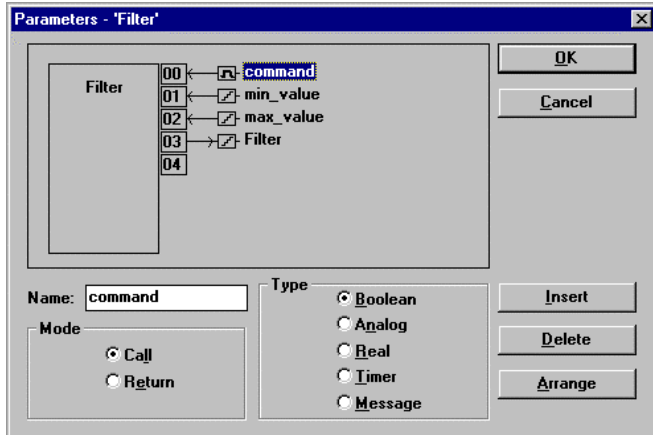 Parameters - 'Filter'
Filter
00 command
01 min_value
02 max_value
03 Filter
04
OK
Cancel
Name: command
Mode
Call
Return
Type
Boolean
Analog
Real
Timer
Message
Insert
Delete
Arrange